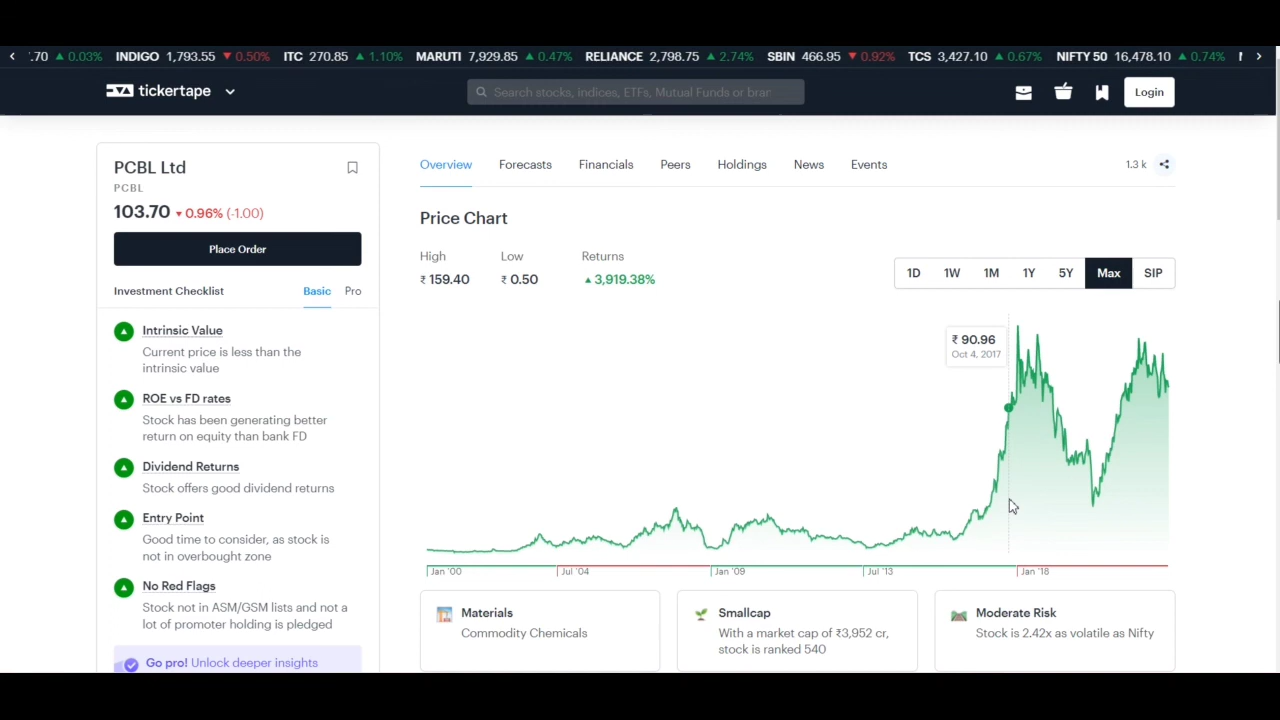 .70 ▲ 0.03% INDIGO 1,793.55 ▼ 0.50% ITC 270.85 ▲ 1.10% MARUTI 7,929.85 ▲ 0.47% RELIANCE 2,798.75 ▲ 2.74% SBIN 466.95 ▼ 0.92% TCS 3,427.10 ▲ 0.67% NIFTY 50 16,478.10 ▲ 0.74%
tickertape
Search stocks, indices, ETFs, Mutual Funds or bran
Login
PCBL Ltd
PCBL
103.70 ▼ 0.96% (-1.00)
Place Order
Investment Checklist Basic Pro
Intrinsic Value
Current price is less than the
intrinsic value
ROE vs FD rates
Stock has been generating better
return on equity than bank FD
Dividend Returns
Stock offers good dividend returns
Entry Point
Good time to consider, as stock is
not in overbought zone
No Red Flags
Stock not in ASM/GSM lists and not a
lot of promoter holding is pledged
Go pro! Unlock deeper insights
Overview Forecasts Financials Peers Holdings News Events
1.3 k
Price Chart
High Low Returns
₹ 159.40 ₹ 0.50 ▲ 3,919.38%
1D 1W 1M 1Y 5Y Max SIP
₹ 90.96
Oct 4, 2017
Jan '00 Jul '04 Jan '09 Jul '13 Jan '18
Materials
Commodity Chemicals
Smallcap
With a market cap of ₹3,952 cr,
stock is ranked 540
Moderate Risk
Stock is 2.42x as volatile as Nifty